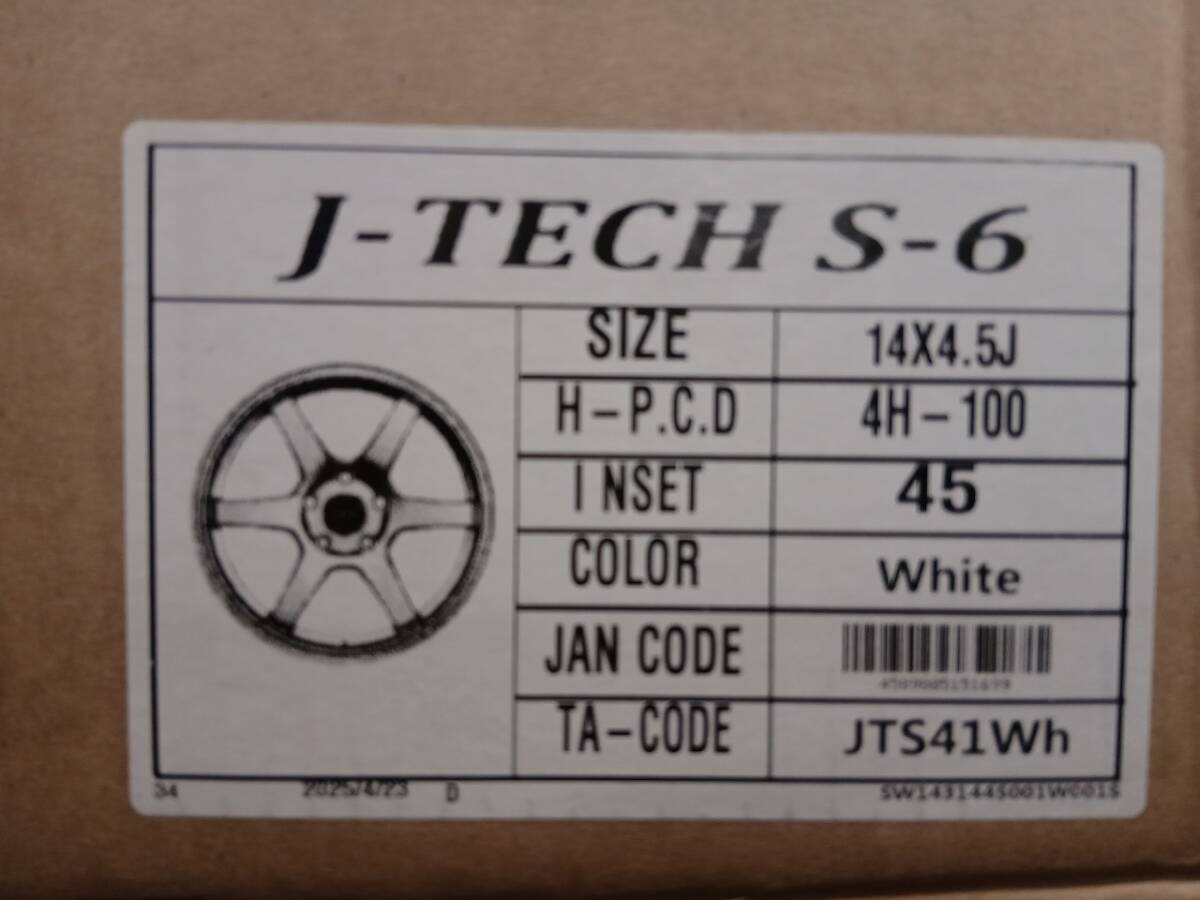 J-TECH S-6
SIZE 14X4.5J
H-P.C.D 4H-100
INSET 45
COLOR White
JAN CODE
TA-CODE JTS41Wh
34 2025/4/23 D